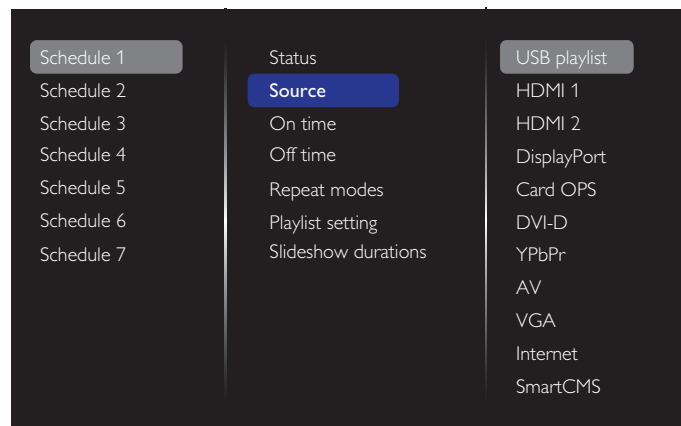 Schedule 1
Schedule 2
Schedule 3
Schedule 4
Schedule 5
Schedule 6
Schedule 7
Status
Source
On time
Off time
Repeat modes
Playlist setting
Slideshow durations
USB playlist
HDMI 1
HDMI 2
DisplayPort
Card OPS
DVI-D
YPbPr
AV
VGA
Internet
SmartCMS